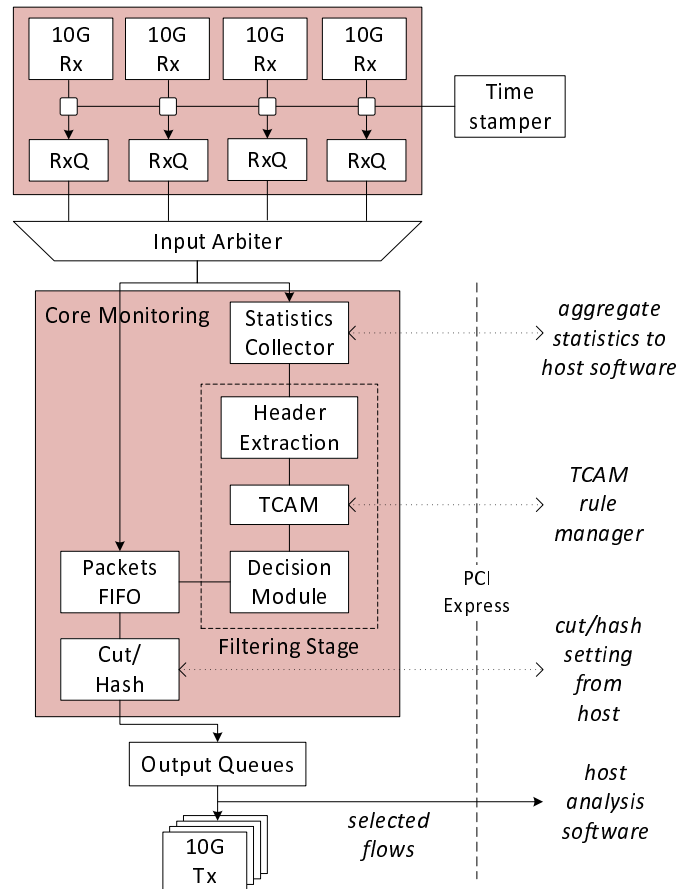 10G
Rx
10G
Rx
10G
Rx
10G
Rx
Time
stamper
RxQ
RxQ
RxQ
RxQ
Input Arbiter
Core Monitoring
Statistics
Collector
aggregate
statistics to
host software
Header
Extraction
TCAM
TCAM
rule
manager
Packets
FIFO
Decision
Module
PCI
Express
Filtering Stage
Cut/
Hash
cut/hash
setting
from
host
Output Queues
host
analysis
software
selected
flows
10G
Tx